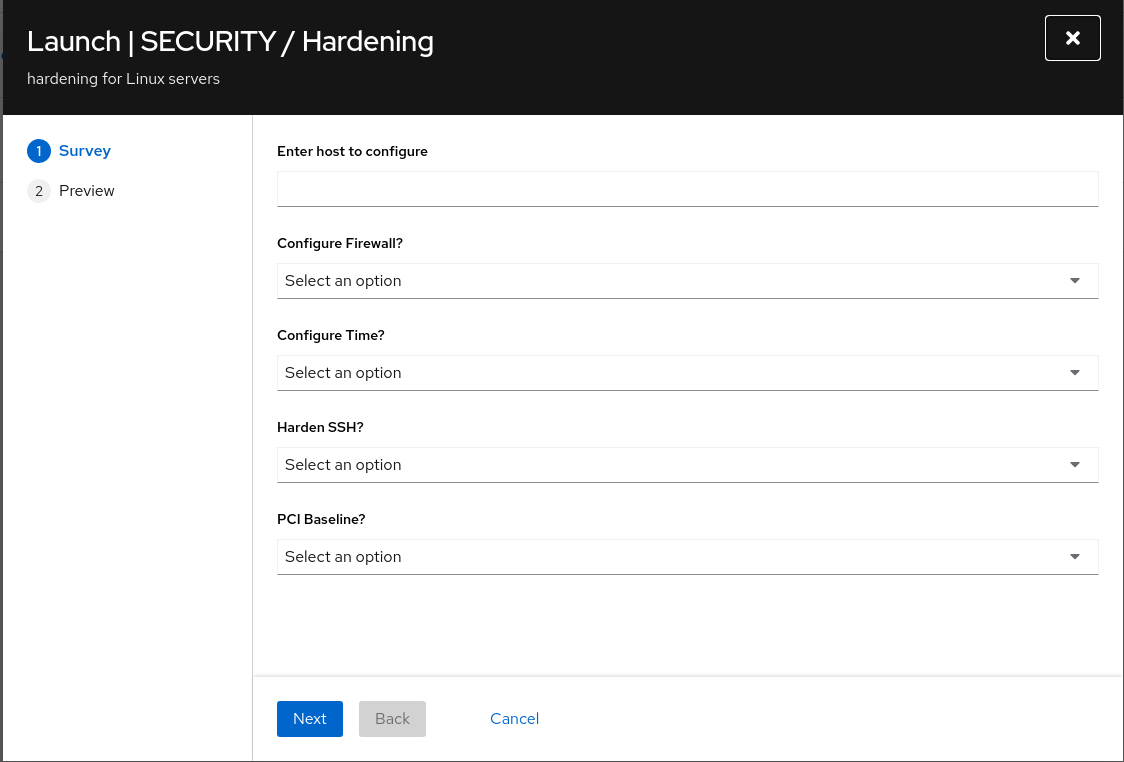 Launch | SECURITY / Hardening
hardening for Linux servers
1 Survey
2 Preview
Enter host to configure
Configure Firewall?
Select an option
Configure Time?
Select an option
Harden SSH?
Select an option
PCI Baseline?
Select an option
Next Back Cancel